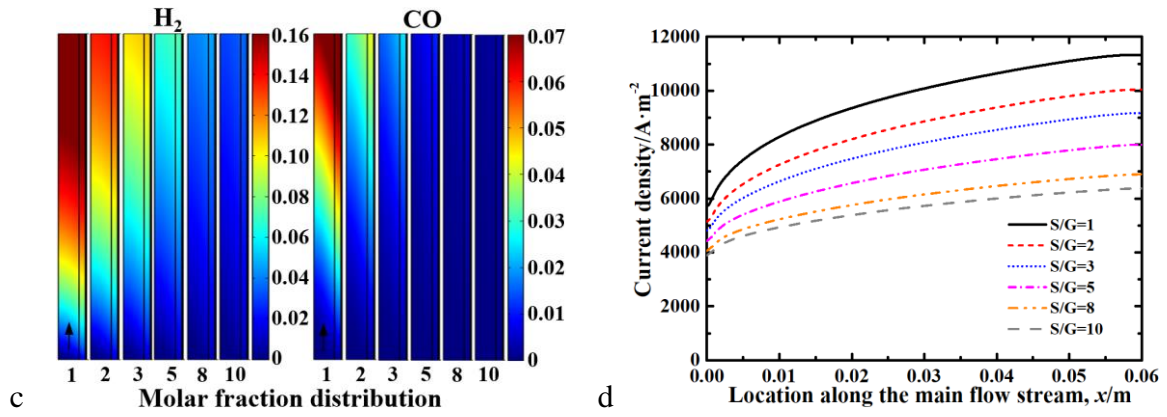 H2 CO
0.16
0.14
0.12
0.10
0.08
0.06
0.04
0.02
0
0.07
0.06
0.05
0.04
0.03
0.02
0.01
0
1 2 3 5 8 10 1 2 3 5 8 10
Molar fraction distribution
c
Current density/A·m-2
12000
10000
8000
6000
4000
2000
0
S/G=1
S/G=2
S/G=3
S/G=5
S/G=8
S/G=10
0.00 0.01 0.02 0.03 0.04 0.05 0.06
Location along the main flow stream, x/m
d